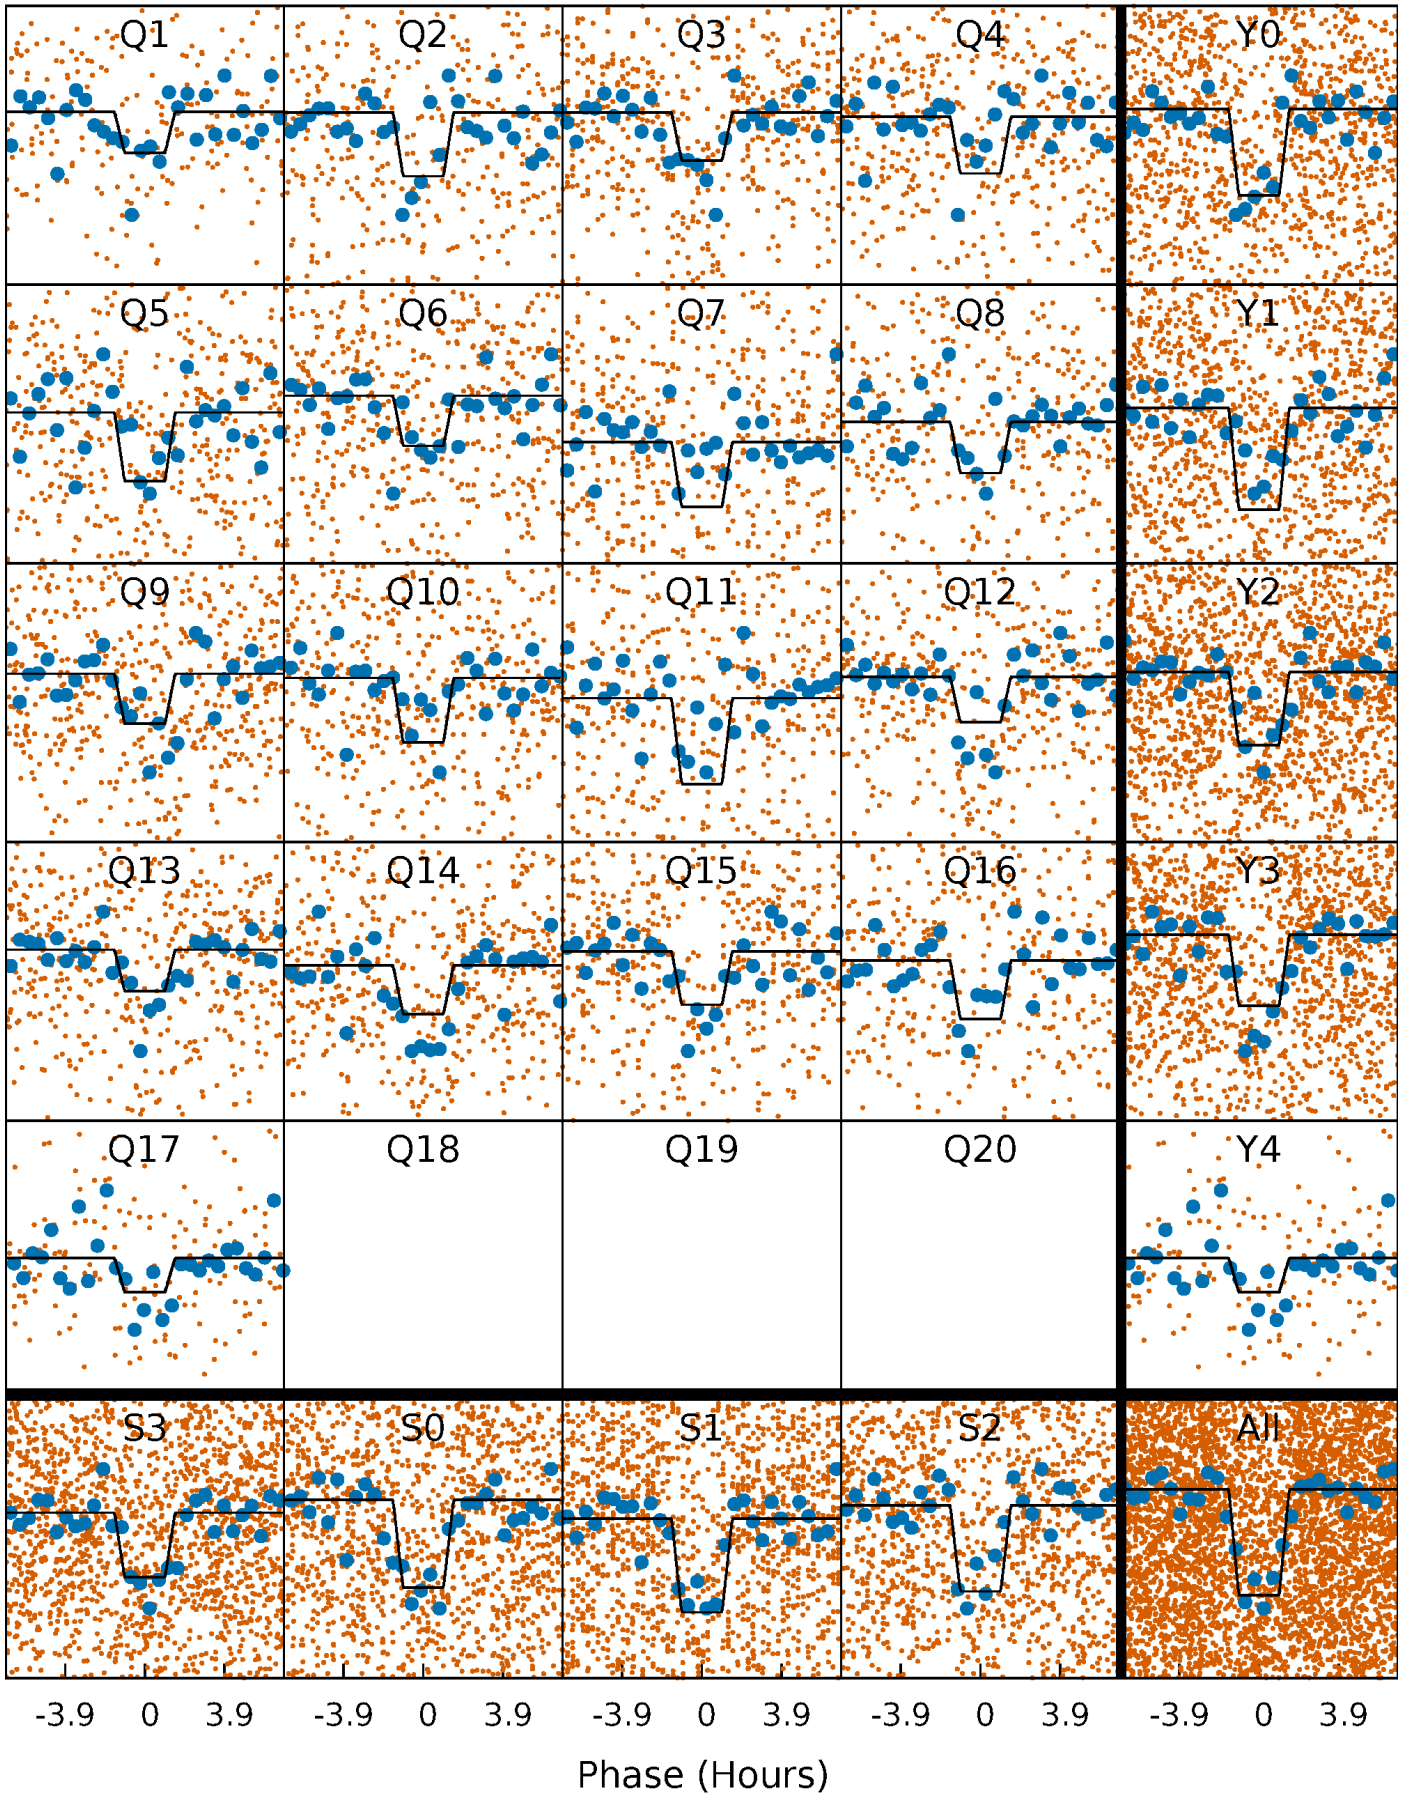 Q1 Q2 Q3 Q4 Y0
Q5 Q6 Q7 Q8 Y1
Q9 Q10 Q11 Q12 Y2
Q13 Q14 Q15 Q16 Y3
Q17 Q18 Q19 Q20 Y4
S3 S0 S1 S2 All
-3.9 0 3.9 -3.9 0 3.9 -3.9 0 3.9 -3.9 0 3.9 -3.9 0 3.9
Phase (Hours)